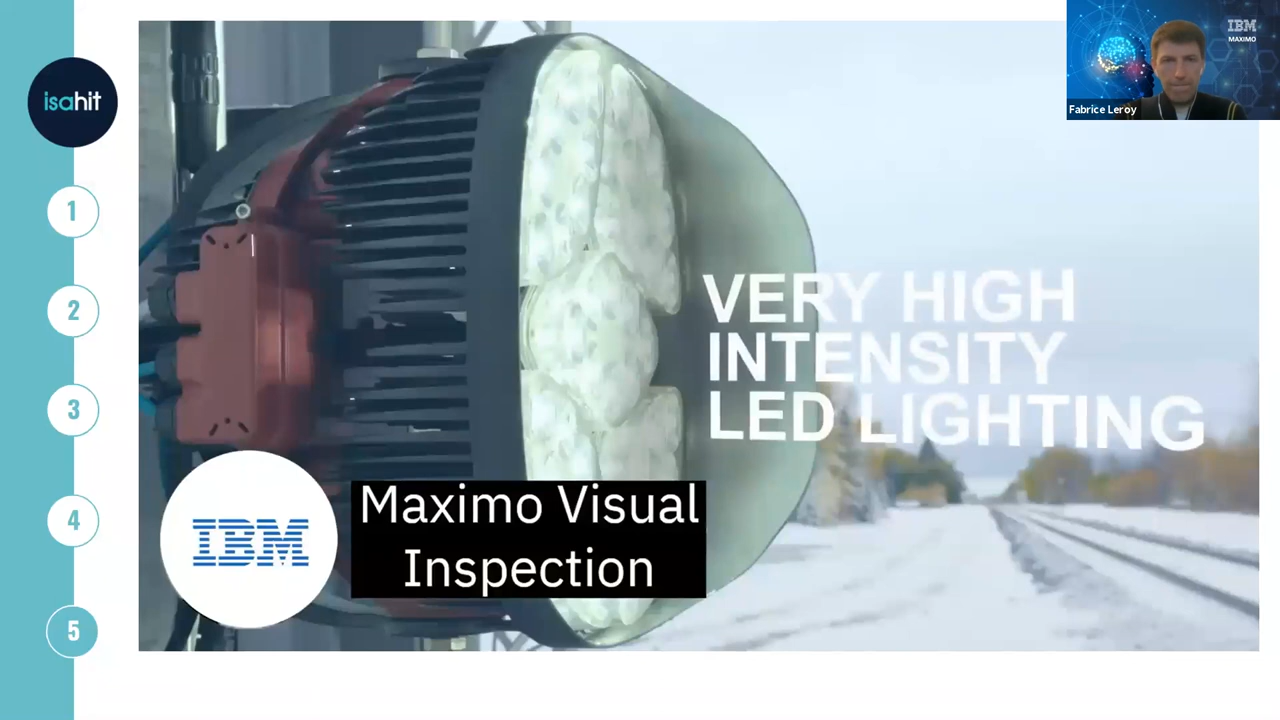 isahit
1
2
3
4
5
VERY HIGH
INTENSITY
LED LIGHTING
IBM
Maximo Visual
Inspection
IBM
MAXIMO
Fabrice Leroy